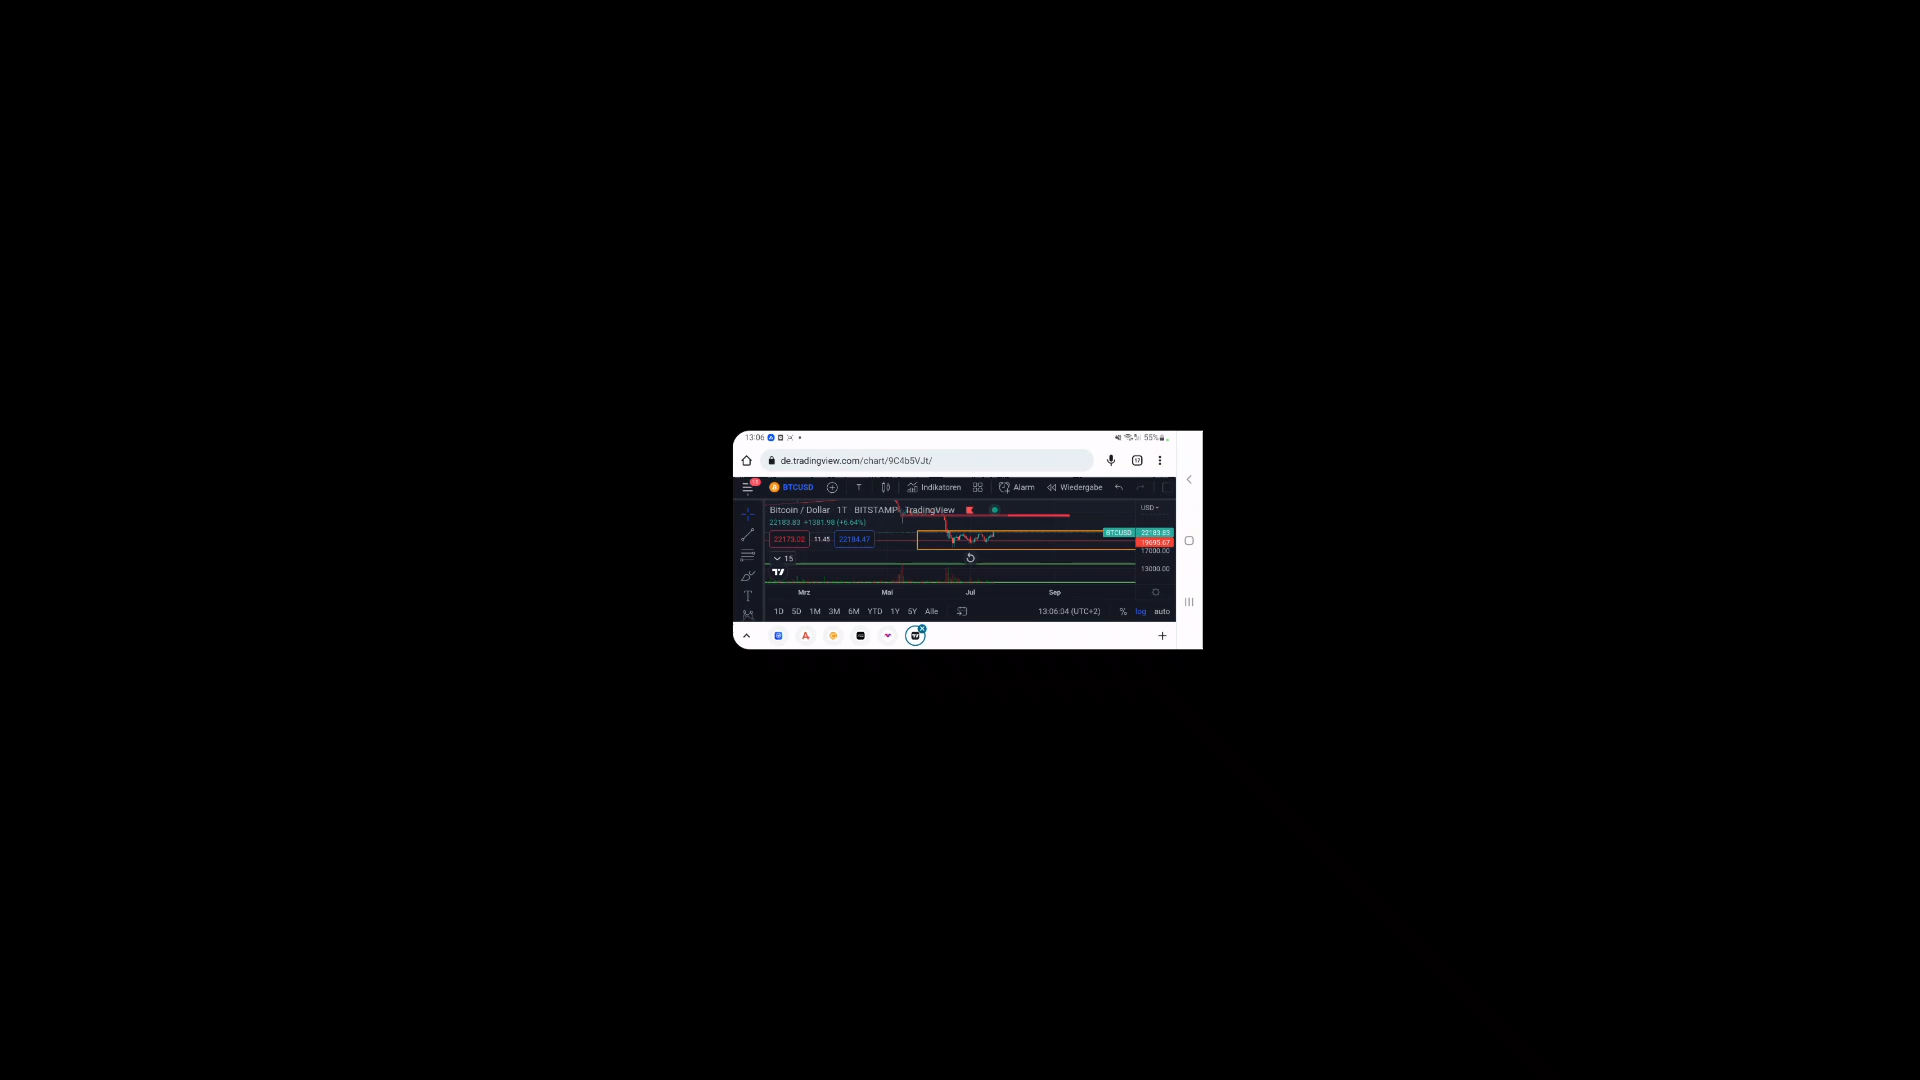 13:06
55%
de.tradingview.com/chart/9C4b5VJt/
17
BTCUSD
T
Indikatoren
Alarm
Wiedergabe
Bitcoin / Dollar 1T BITSTAMP TradingView
USD
22183.83 +1381.98 (+6.64%)
BTCUSD 22183.83
22173.02 11.45 22184.47
19695.67
17000.00
15
13000.00
Mrz Mai Jul Sep
1D 5D 1M 3M 6M YTD 1Y 5Y Alle
13:06:04 (UTC+2) % log auto